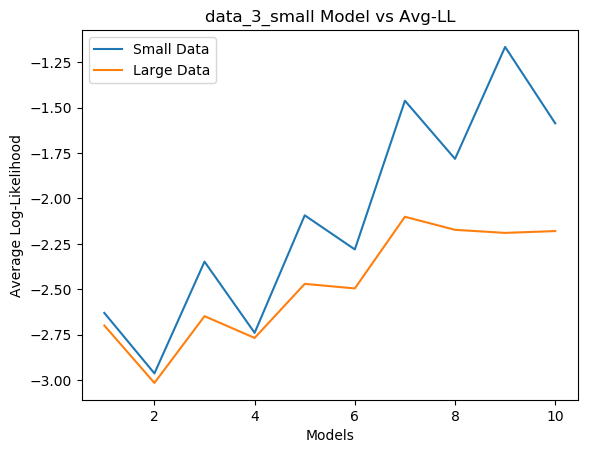 data_3_small Model vs Avg-LL
Small Data
Large Data
Average Log-Likelihood
−1.25
−1.50
−1.75
−2.00
−2.25
−2.50
−2.75
−3.00
2
4
6
8
10
Models